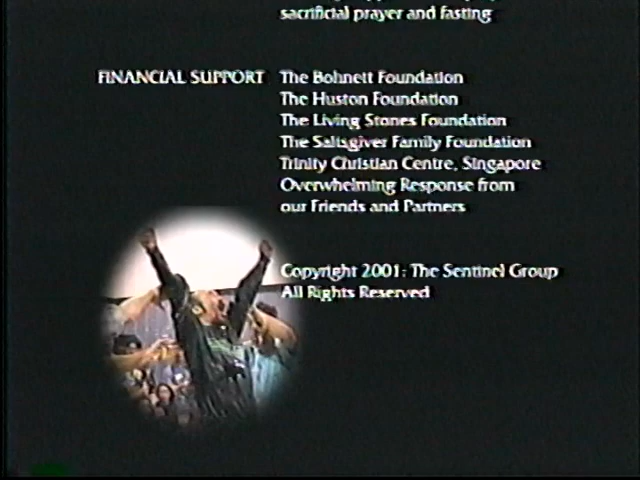 sacrificial prayer and fasting
FINANCIAL SUPPORT The Bohnett Foundation
The Huston Foundation
The Living Stones Foundation
The Saltsgiver Family Foundation
Trinity Christian Centre, Singapore
Overwhelming Response from
our Friends and Partners
Copyright 2001: The Sentinel Group
All Rights Reserved